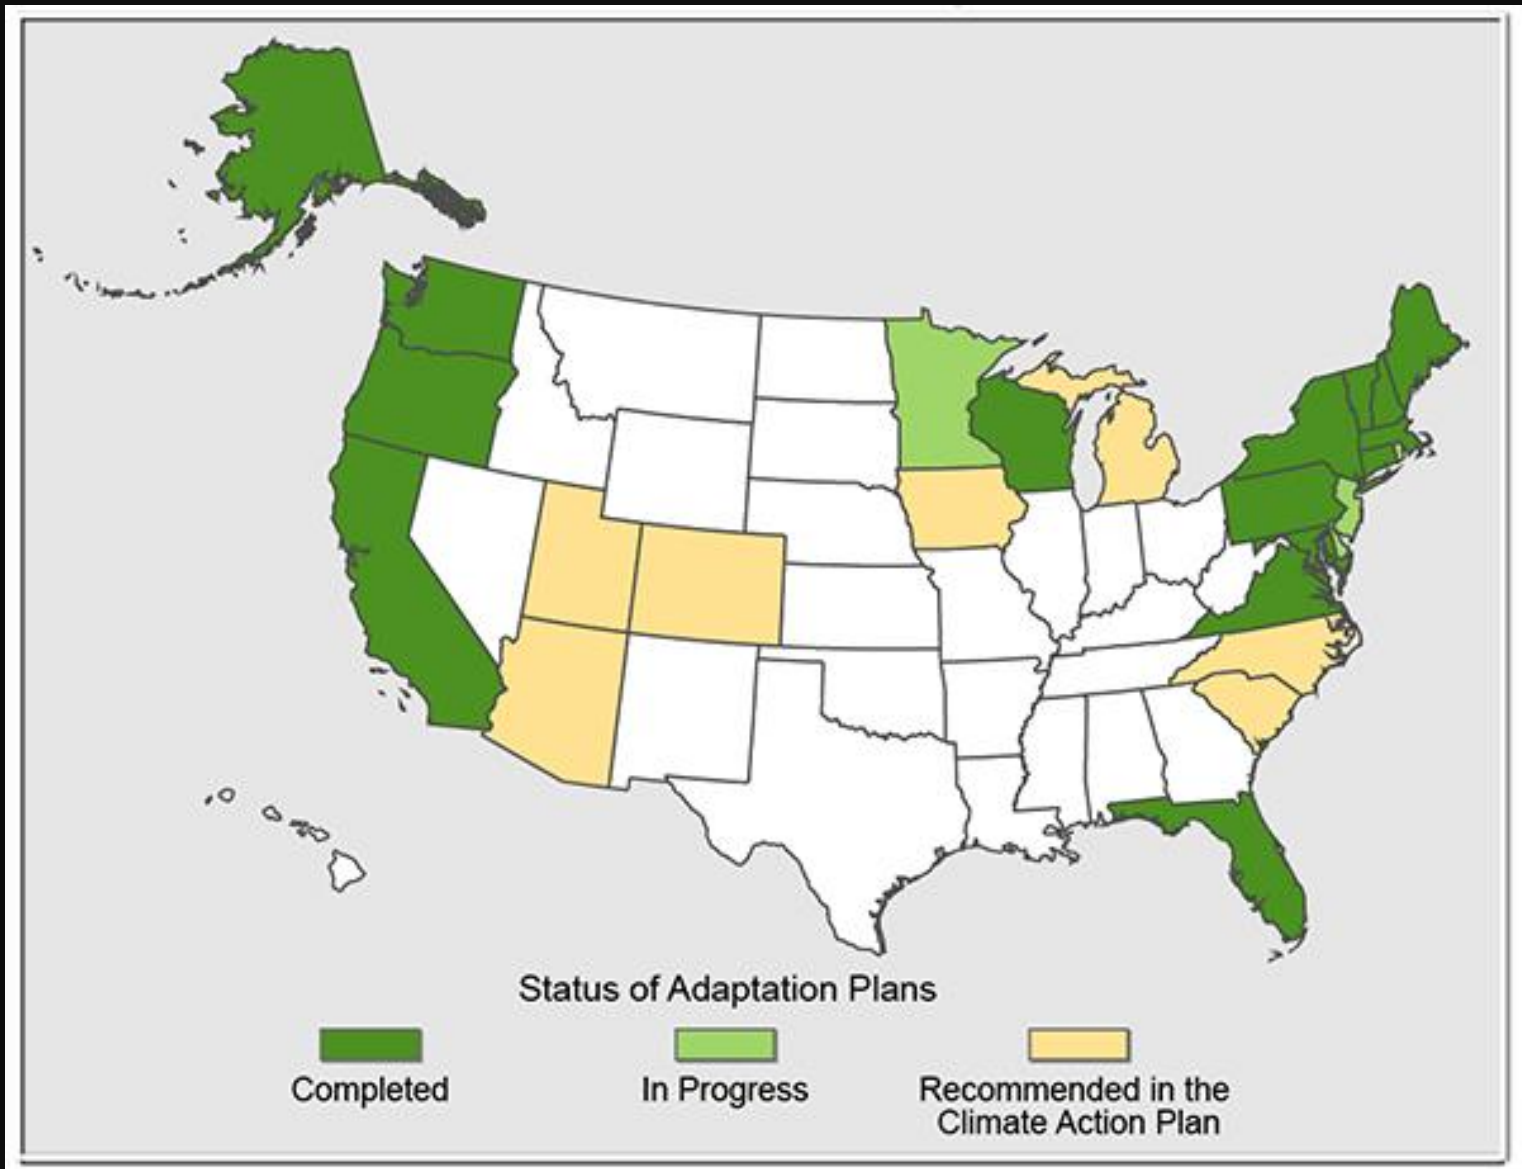 Status of Adaptation Plans
Completed
In Progress
Recommended in the
Climate Action Plan